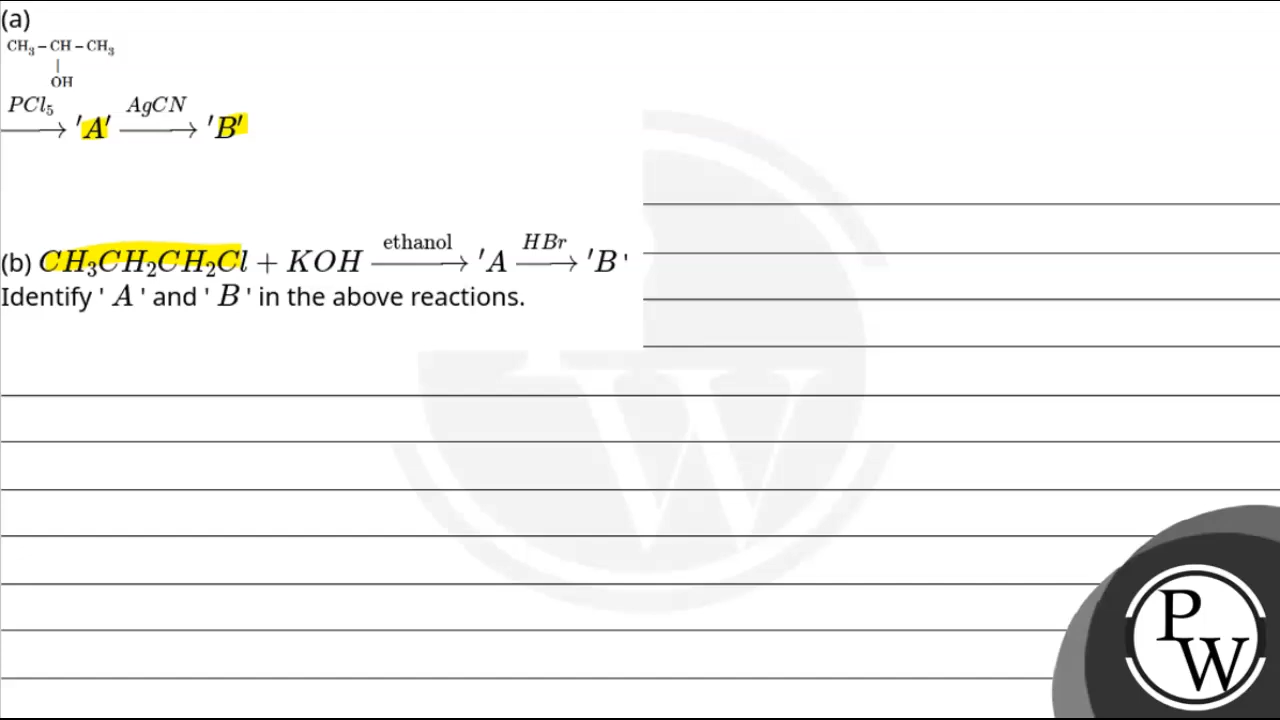 (a)
CH₃ – CH – CH₃
|
OH
PCl₅ AgCN
⟶ 'A' ⟶ 'B'
(b) CH₃CH₂CH₂Cl + KOH ⟶ 'A ⟶ 'B '
ethanol HBr
Identify ' A ' and ' B ' in the above reactions.
W
P
W